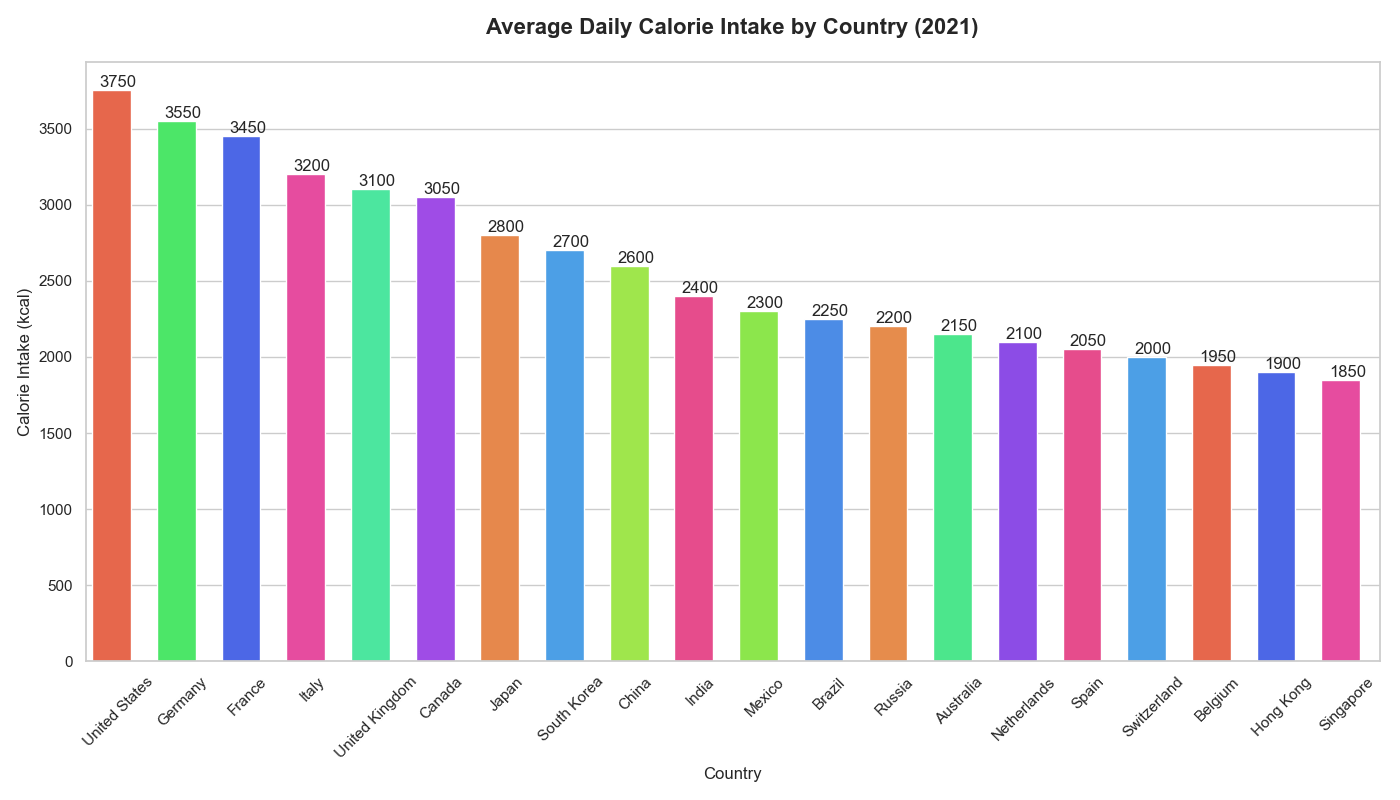 Average Daily Calorie Intake by Country (2021)
Calorie Intake (kcal)
3500
3000
2500
2000
1500
1000
500
0
3750
3550
3450
3200
3100
3050
2800
2700
2600
2400
2300
2250
2200
2150
2100
2050
2000
1950
1900
1850
United States
Germany
France
Italy
United Kingdom
Canada
Japan
South Korea
China
India
Mexico
Brazil
Russia
Australia
Netherlands
Spain
Switzerland
Belgium
Hong Kong
Singapore
Country